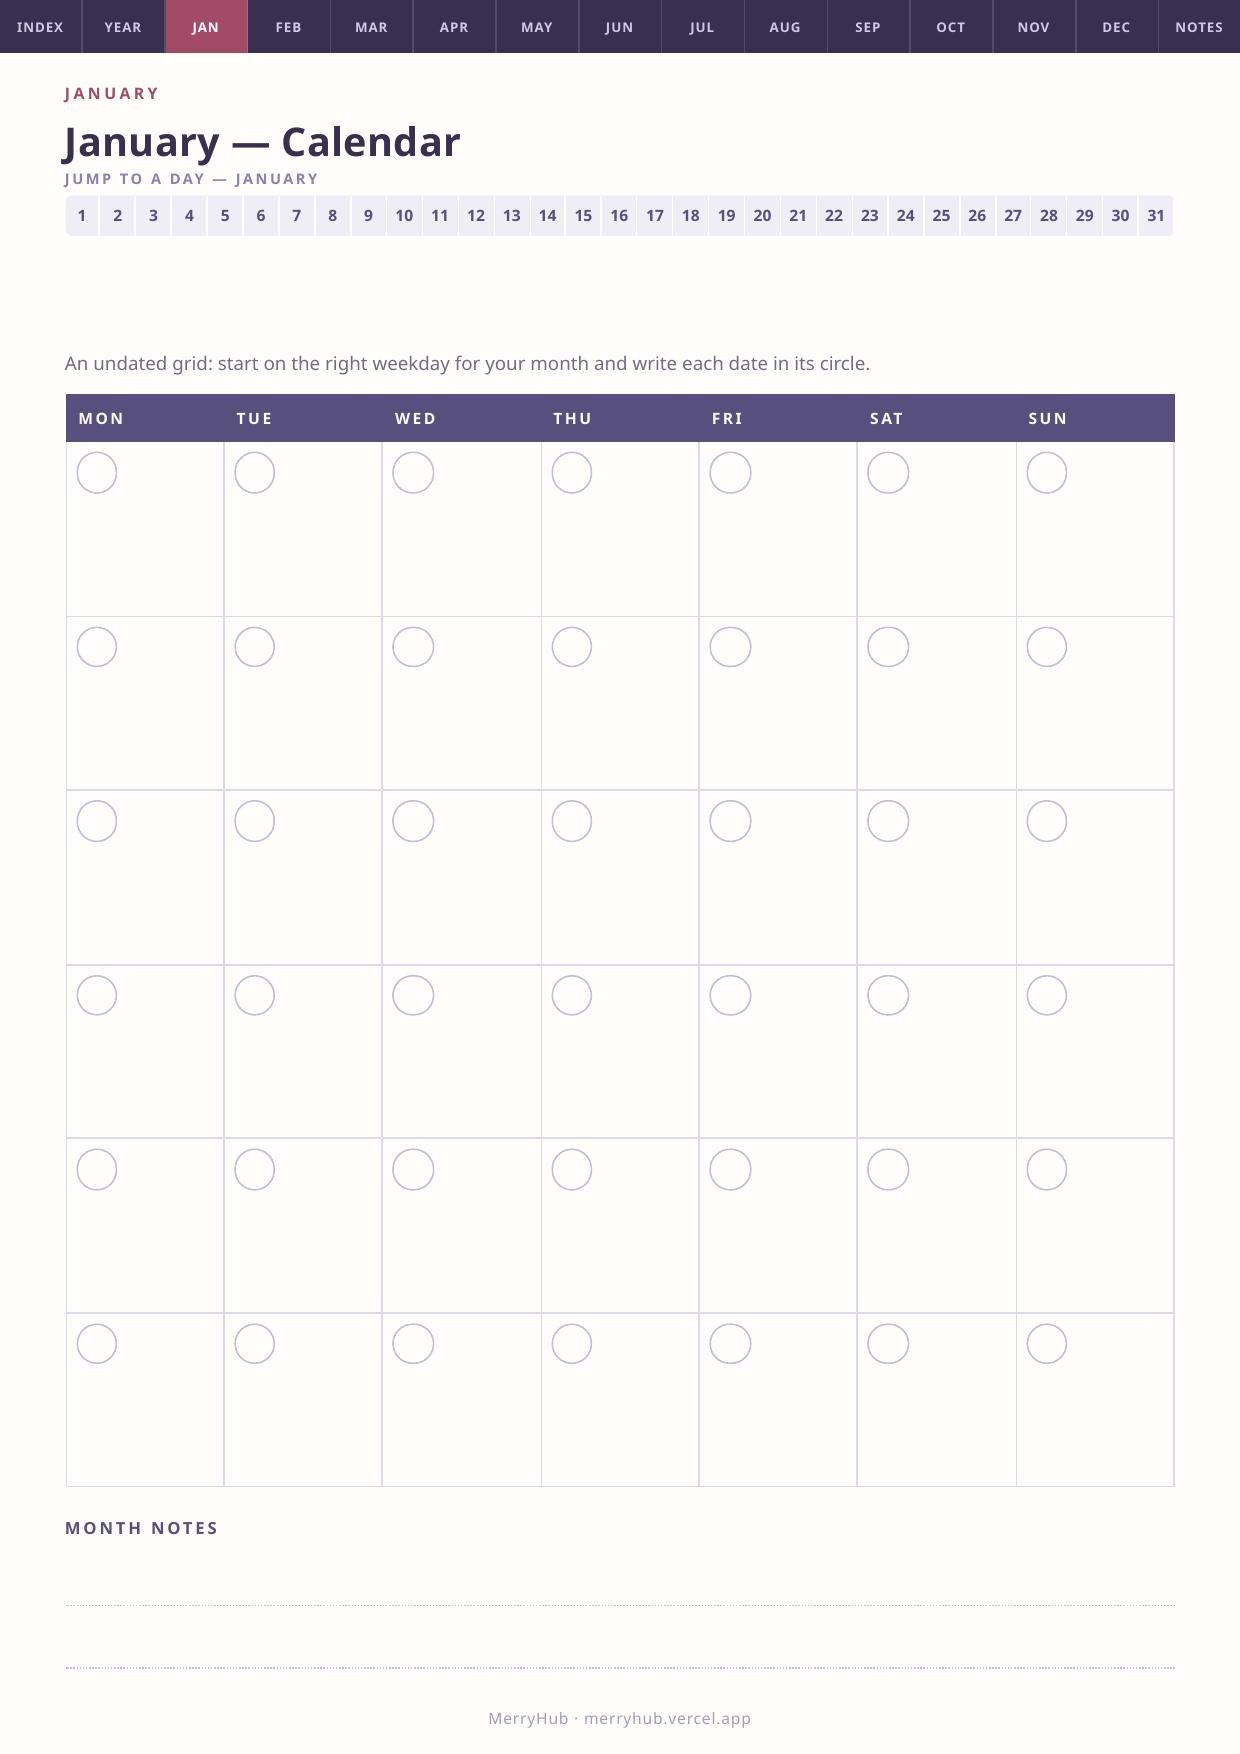 INDEX YEAR JAN FEB MAR APR MAY JUN JUL AUG SEP OCT NOV DEC NOTES
JANUARY
January — Calendar
JUMP TO A DAY — JANUARY
1 2 3 4 5 6 7 8 9 10 11 12 13 14 15 16 17 18 19 20 21 22 23 24 25 26 27 28 29 30 31
An undated grid: start on the right weekday for your month and write each date in its circle.
MON TUE WED THU FRI SAT SUN
MONTH NOTES
MerryHub · merryhub.vercel.app